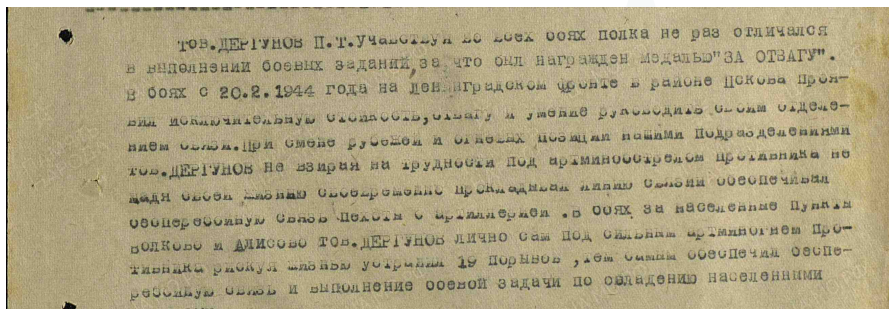 тов.ДЕРГУНОВ П.Т.Участвуя во всех боях полка не раз отличался
в выполнении боевых заданий,за что был награжден медалью"ЗА ОТВАГУ".
В боях с 20.2.1944 года на Ленинградском фронте в районе Пскова проя-
вил исключительную стойкость,отвагу и умение руководить своим отделе-
нием связи.При смене рубежей и огневых позиций нашими подразделениями
тов.ДЕРГУНОВ не взирая на трудности под артминобстрелом противника не
щадя своей жизнью своевременно прокладывал линию связи обеспечивал
бесперебойную связь пехоты с артиллерией .в боях за населенные пункты
волково и Алисово тов.ДЕРГУНОВ лично сам под сильным артминогнем про-
тивника рискуя жизнью устранил 19 порывов ,тем самым обеспечил беспе-
ребойную связь и выполнение боевой задачи по овладению населенными